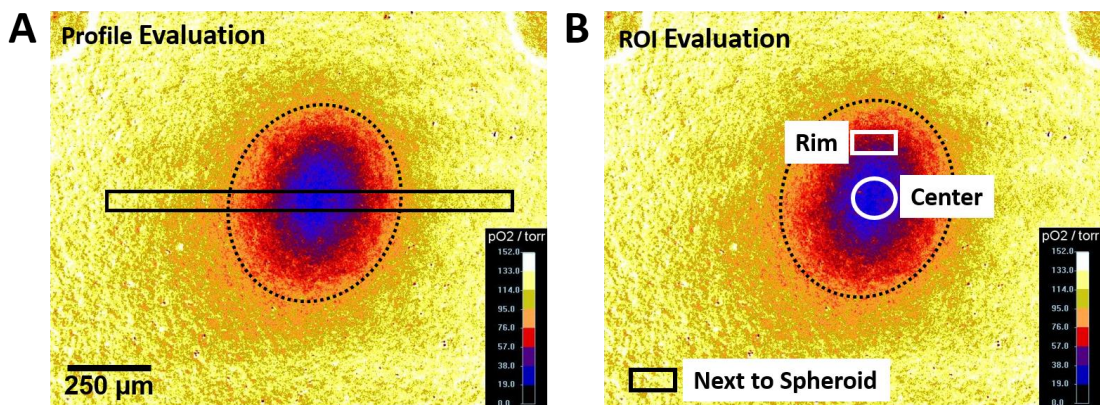 A
Profile Evaluation
pO2 / torr
152.0
133.0
114.0
95.0
76.0
57.0
38.0
19.0
0.0
250 µm
B
ROI Evaluation
Rim
Center
pO2 / torr
152.0
133.0
114.0
95.0
76.0
57.0
38.0
19.0
0.0
Next to Spheroid